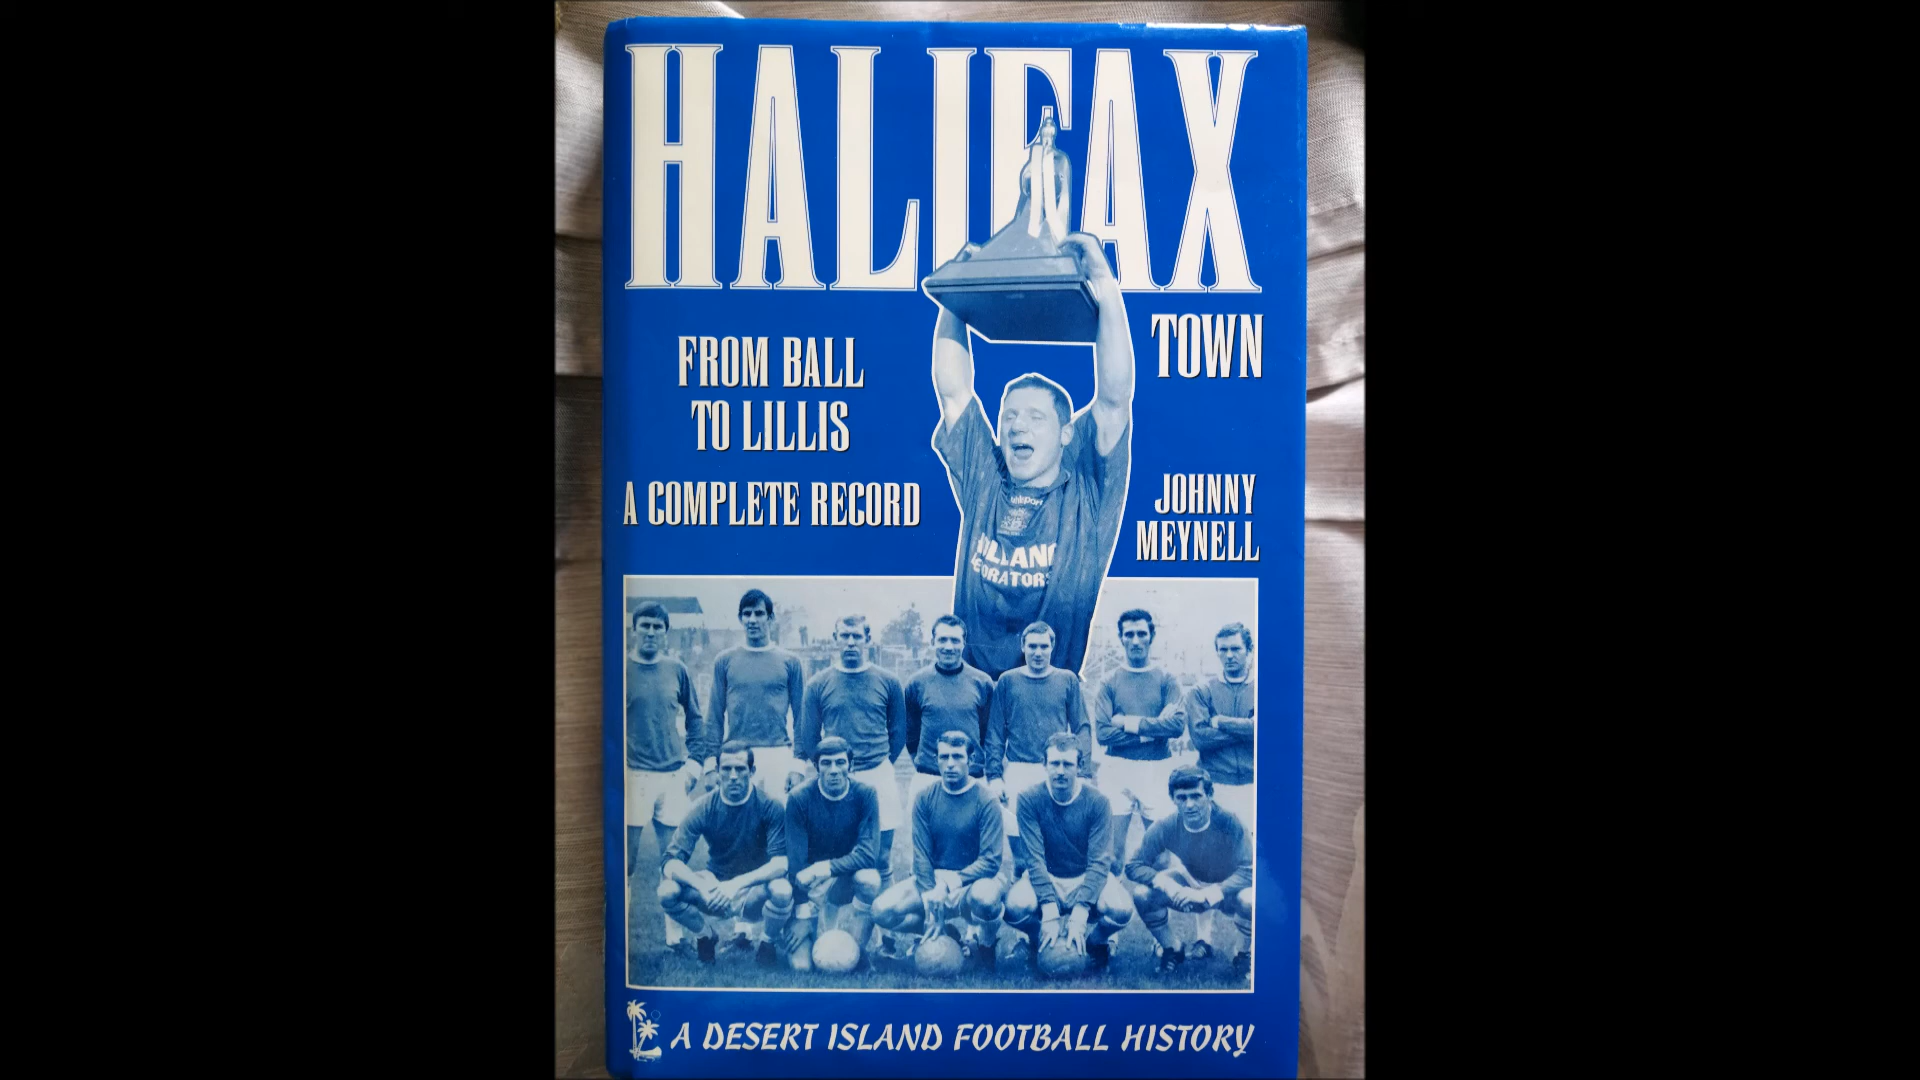 HALIFAX
TOWN
FROM BALL
TO LILLIS
A COMPLETE RECORD
JOHNNY
MEYNELL
A DESERT ISLAND FOOTBALL HISTORY